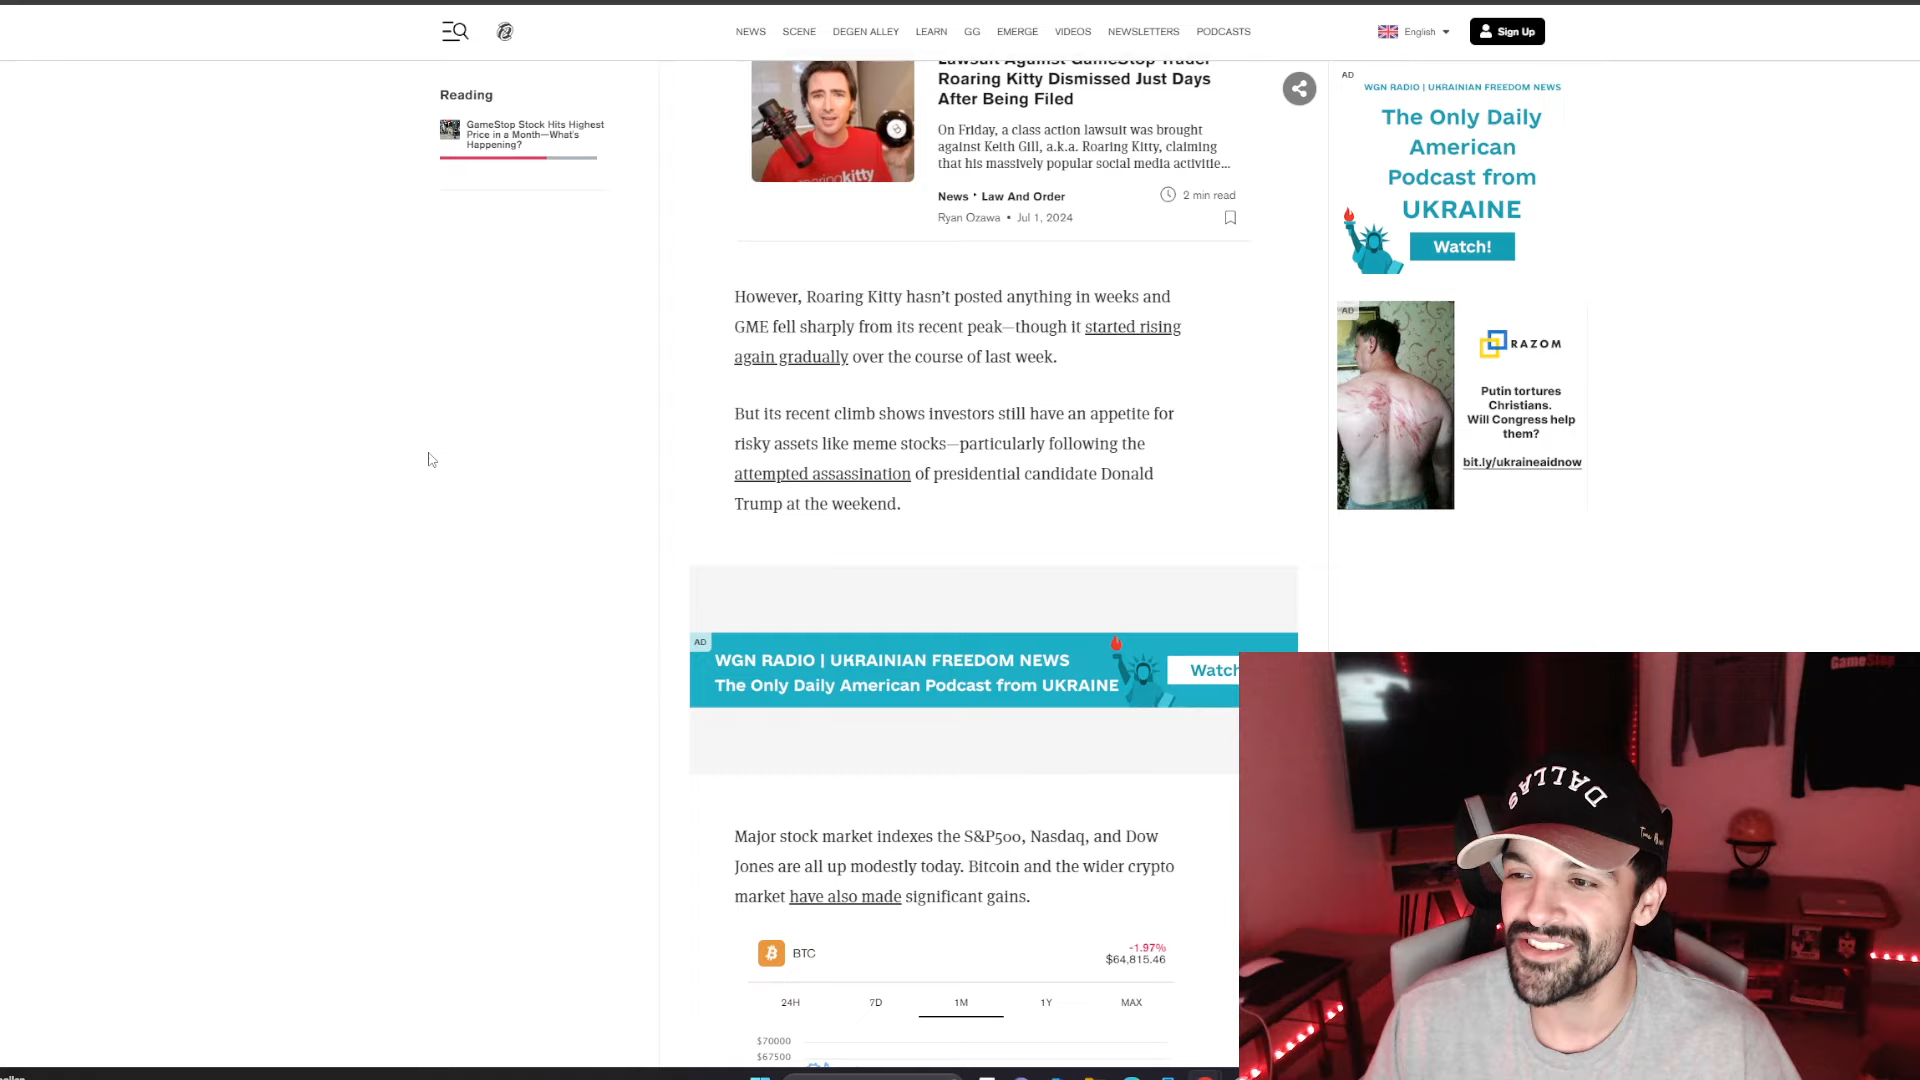 NEWS SCENE DEGEN ALLEY LEARN GG EMERGE VIDEOS NEWSLETTERS PODCASTS
English
Sign Up
Reading
GameStop Stock Hits Highest
Price in a Month—What's
Happening?
Lawsuit Against GameStop Trader
Roaring Kitty Dismissed Just Days
After Being Filed
On Friday, a class action lawsuit was brought
against Keith Gill, a.k.a. Roaring Kitty, claiming
that his massively popular social media activitie...
News • Law And Order
2 min read
Ryan Ozawa • Jul 1, 2024
However, Roaring Kitty hasn’t posted anything in weeks and
GME fell sharply from its recent peak—though it started rising
again gradually over the course of last week.
But its recent climb shows investors still have an appetite for
risky assets like meme stocks—particularly following the
attempted assassination of presidential candidate Donald
Trump at the weekend.
AD
WGN RADIO | UKRAINIAN FREEDOM NEWS
The Only Daily American Podcast from UKRAINE
Watch
Major stock market indexes the S&P500, Nasdaq, and Dow
Jones are all up modestly today. Bitcoin and the wider crypto
market have also made significant gains.
BTC
-1.97%
$64,815.46
24H 7D 1M 1Y MAX
$70000
$67500
AD
WGN RADIO | UKRAINIAN FREEDOM NEWS
The Only Daily
American
Podcast from
UKRAINE
Watch!
AD
RAZOM
Putin tortures
Christians.
Will Congress help
them?
bit.ly/ukraineaidnow
GameStop
DALLAS